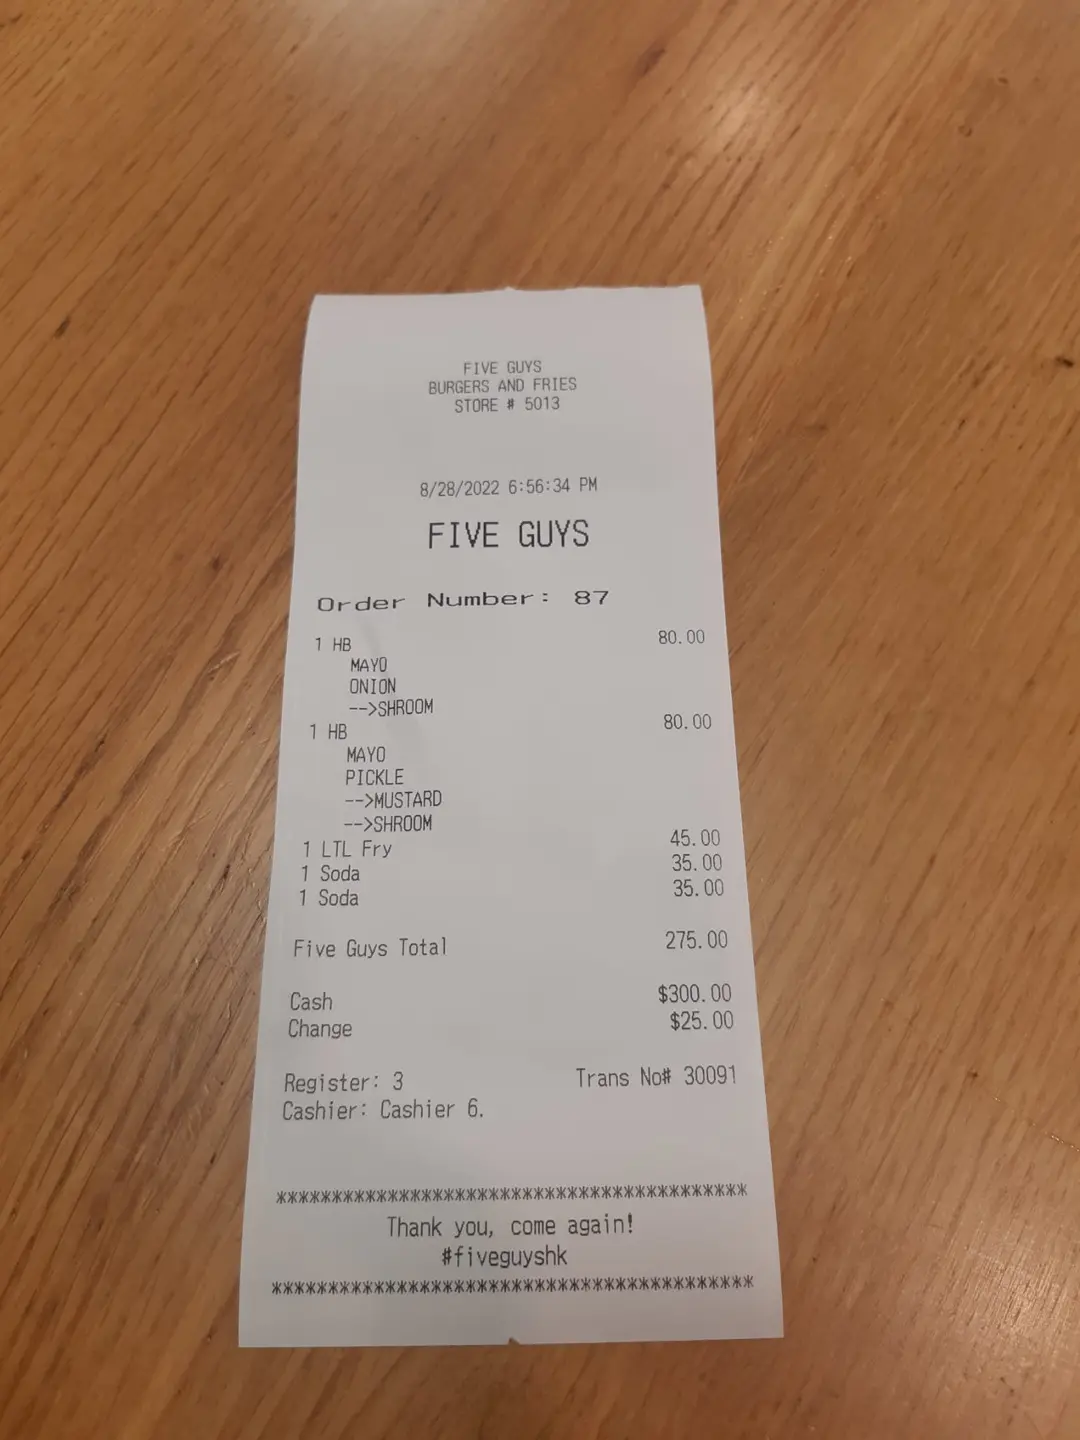 FIVE GUYS
BURGERS AND FRIES
STORE # 5013
8/28/2022 6:56:34 PM
FIVE GUYS
Order Number: 87
1 HB 80.00
MAYO
ONION
-->SHROOM
1 HB 80.00
MAYO
PICKLE
-->MUSTARD
-->SHROOM
1 LTL Fry 45.00
1 Soda 35.00
1 Soda 35.00
Five Guys Total 275.00
Cash $300.00
Change $25.00
Register: 3 Trans No# 30091
Cashier: Cashier 6.
*******************************************
Thank you, come again!
#fiveguyshk
*******************************************